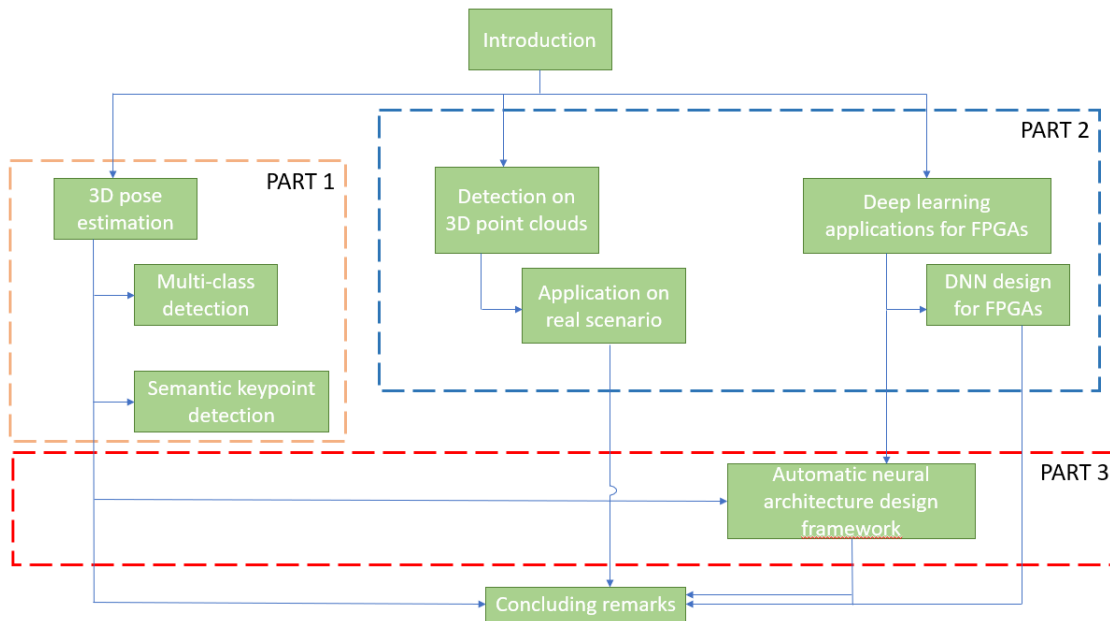 Introduction
PART 2
PART 1
3D pose
estimation
Detection on
3D point clouds
Deep learning
applications for FPGAs
Multi-class
detection
Application on
real scenario
DNN design
for FPGAs
Semantic keypoint
detection
PART 3
Automatic neural
architecture design
framework
Concluding remarks